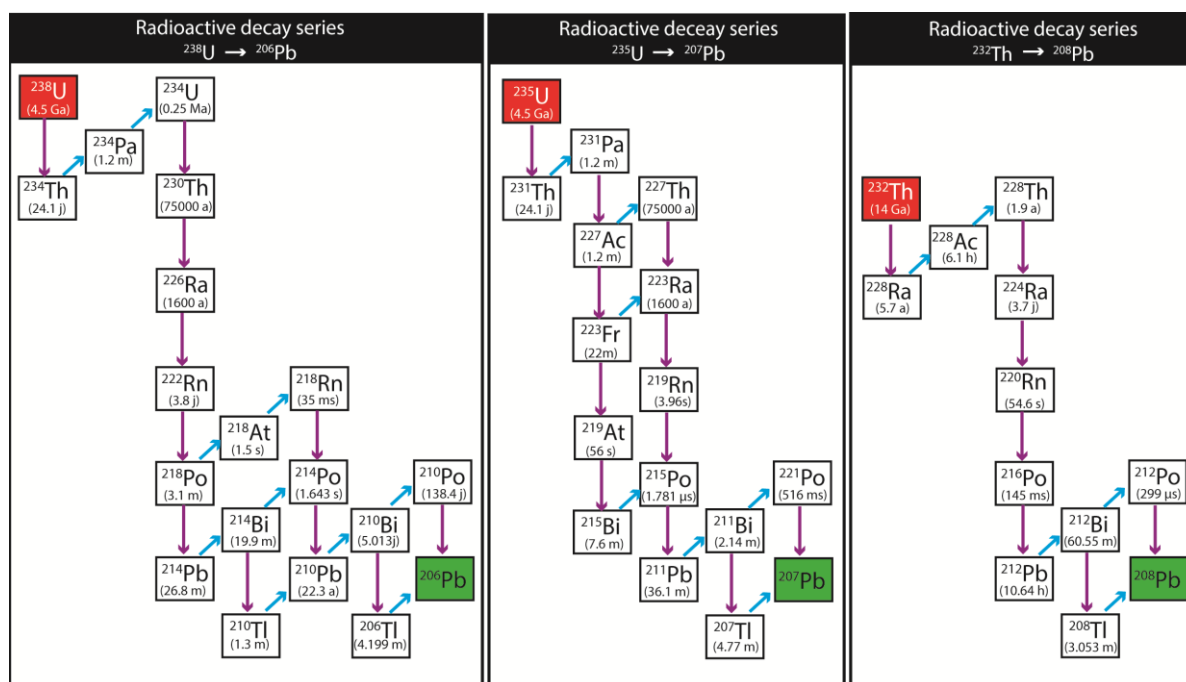 Radioactive decay series
²³⁸U → ²⁰⁶Pb
²³⁸U
(4.5 Ga)
²³⁴Pa
(1.2 m)
²³⁴U
(0.25 Ma)
²³⁴Th
(24.1 j)
²³⁰Th
(75000 a)
²²⁶Ra
(1600 a)
²²²Rn
(3.8 j)
²¹⁸Rn
(35 ms)
²¹⁸At
(1.5 s)
²¹⁸Po
(3.1 m)
²¹⁴Po
(1.643 s)
²¹⁰Po
(138.4 j)
²¹⁴Bi
(19.9 m)
²¹⁰Bi
(5.013j)
²¹⁴Pb
(26.8 m)
²¹⁰Pb
(22.3 a)
²⁰⁶Pb
²¹⁰Tl
(1.3 m)
²⁰⁶Tl
(4.199 m)
Radioactive decay series
²³⁵U → ²⁰⁷Pb
²³⁵U
(4.5 Ga)
²³¹Pa
(1.2 m)
²³¹Th
(24.1 j)
²²⁷Th
(75000 a)
²²⁷Ac
(1.2 m)
²²³Ra
(1600 a)
²²³Fr
(22m)
²¹⁹Rn
(3.96s)
²¹⁹At
(56 s)
²¹⁵Po
(1.781 µs)
²²¹Po
(516 ms)
²¹⁵Bi
(7.6 m)
²¹¹Bi
(2.14 m)
²¹¹Pb
(36.1 m)
²⁰⁷Pb
²⁰⁷Tl
(4.77 m)
Radioactive decay series
²³²Th → ²⁰⁸Pb
²³²Th
(14 Ga)
²²⁸Th
(1.9 a)
²²⁸Ac
(6.1 h)
²²⁸Ra
(5.7 a)
²²⁴Ra
(3.7 j)
²²⁰Rn
(54.6 s)
²¹⁶Po
(145 ms)
²¹²Po
(299 µs)
²¹²Bi
(60.55 m)
²¹²Pb
(10.64 h)
²⁰⁸Pb
²⁰⁸Tl
(3.053 m)